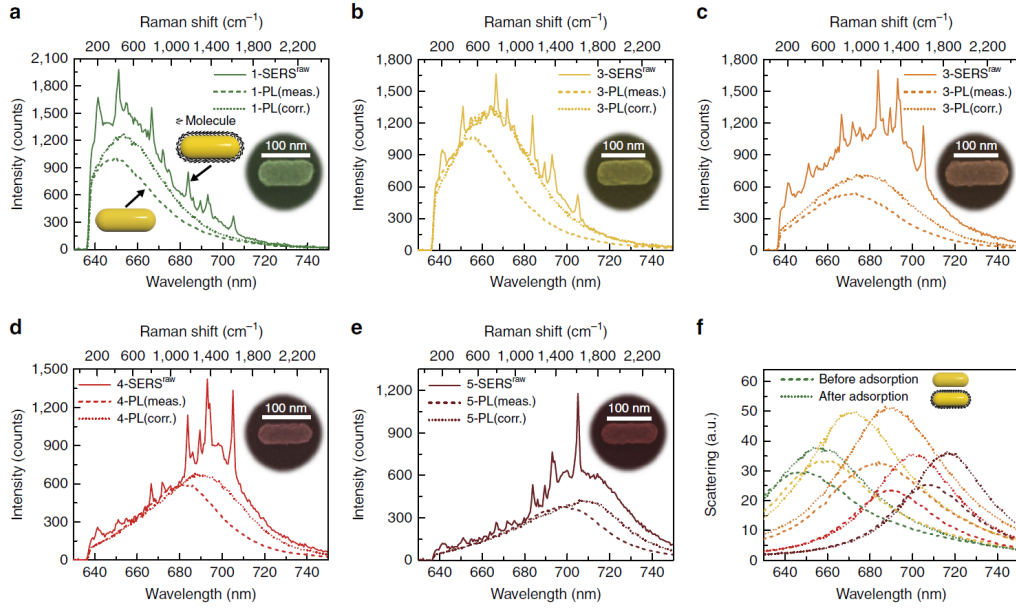 a
Raman shift (cm⁻¹)
200 600 1,000 1,400 1,800 2,200
Intensity (counts)
2,100
1,800
1,500
1,200
900
600
300
0
1-SERSraw
1-PL(meas.)
1-PL(corr.)
Molecule
100 nm
640 660 680 700 720 740
Wavelength (nm)
b
Raman shift (cm⁻¹)
200 600 1,000 1,400 1,800 2,200
Intensity (counts)
1,800
1,500
1,200
900
600
300
0
3-SERSraw
3-PL(meas.)
3-PL(corr.)
100 nm
640 660 680 700 720 740
Wavelength (nm)
c
Raman shift (cm⁻¹)
200 600 1,000 1,400 1,800 2,200
Intensity (counts)
1,800
1,500
1,200
900
600
300
0
3-SERSraw
3-PL(meas.)
3-PL(corr.)
100 nm
640 660 680 700 720 740
Wavelength (nm)
d
Raman shift (cm⁻¹)
200 600 1,000 1,400 1,800 2,200
Intensity (counts)
1,500
1,200
900
600
300
0
4-SERSraw
4-PL(meas.)
4-PL(corr.)
100 nm
640 660 680 700 720 740
Wavelength (nm)
e
Raman shift (cm⁻¹)
200 600 1,000 1,400 1,800 2,200
Intensity (counts)
1,200
900
600
300
0
5-SERSraw
5-PL(meas.)
5-PL(corr.)
100 nm
640 660 680 700 720 740
Wavelength (nm)
f
Scattering (a.u.)
60
50
40
30
20
10
0
Before adsorption
After adsorption
640 660 680 700 720 740
Wavelength (nm)